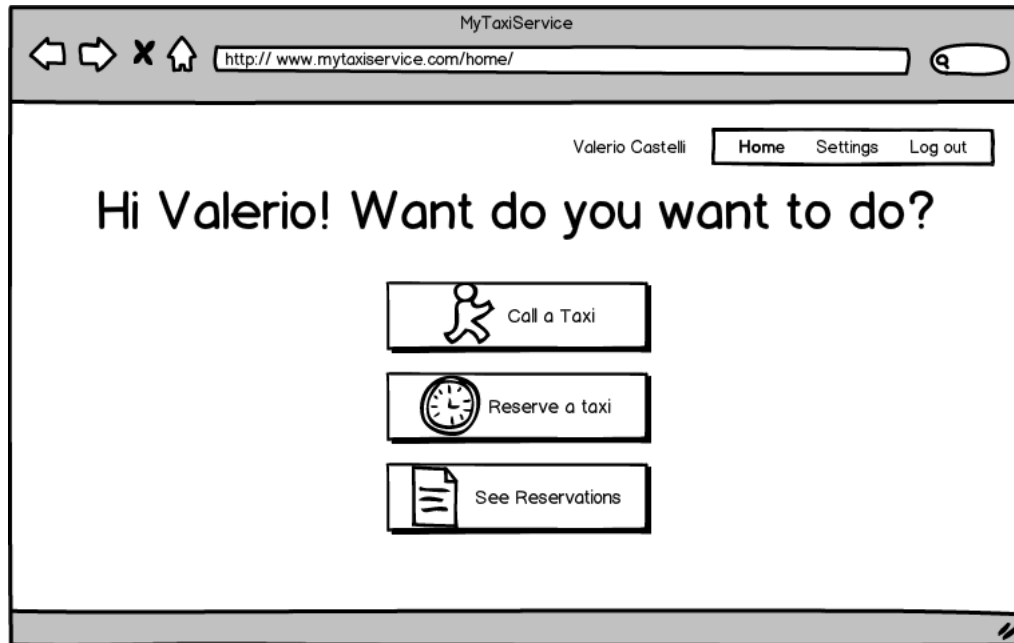 MyTaxiService
http:// www.mytaxiservice.com/home/
Valerio Castelli Home Settings Log out
Hi Valerio! Want do you want to do?
Call a Taxi
Reserve a taxi
See Reservations